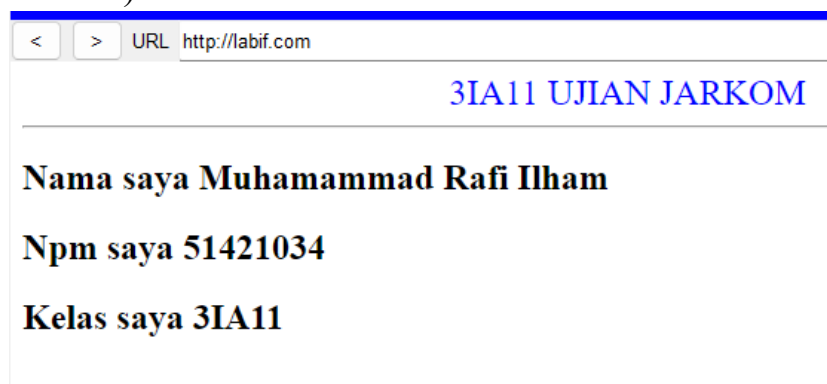 < > URL http://labif.com
3IA11 UJIAN JARKOM
Nama saya Muhamammad Rafi Ilham
Npm saya 51421034
Kelas saya 3IA11